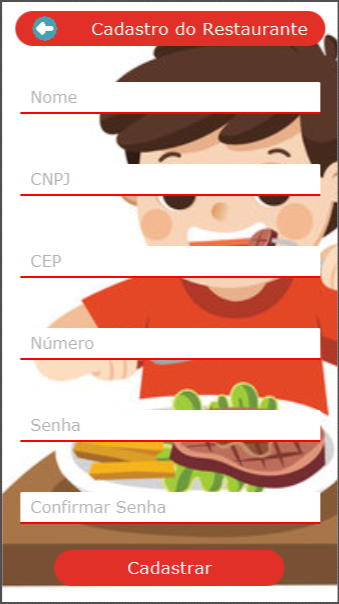 Cadastro do Restaurante
Nome
CNPJ
CEP
Número
Senha
Confirmar Senha
Cadastrar